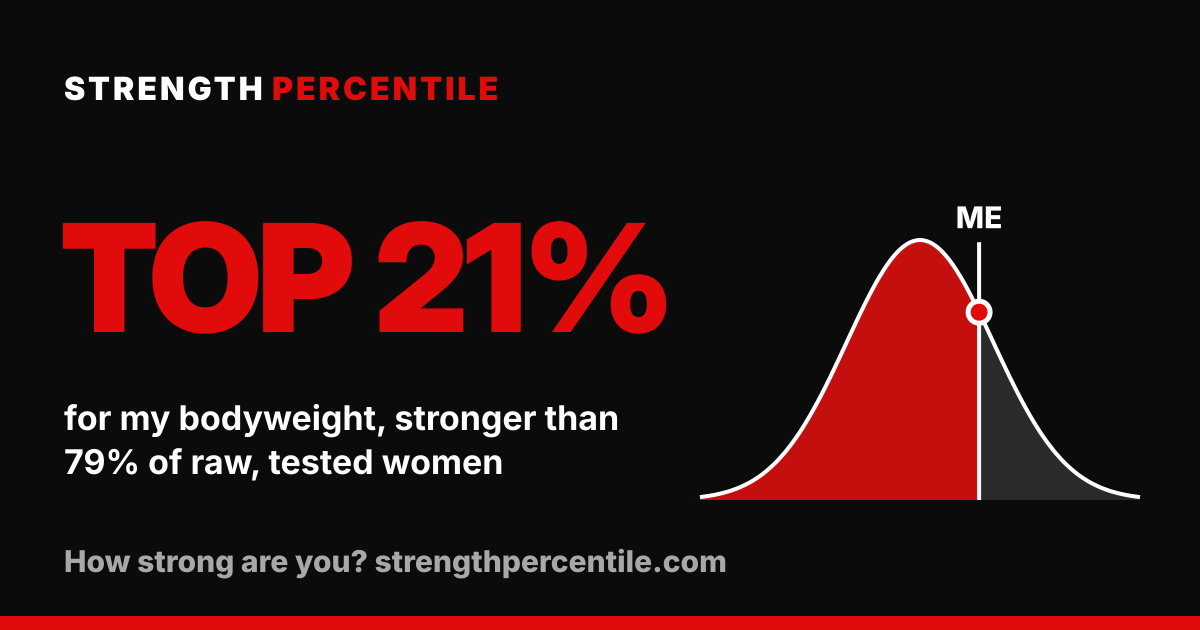 STRENGTH PERCENTILE
ME
TOP 21%
for my bodyweight, stronger than
79% of raw, tested women
How strong are you? strengthpercentile.com